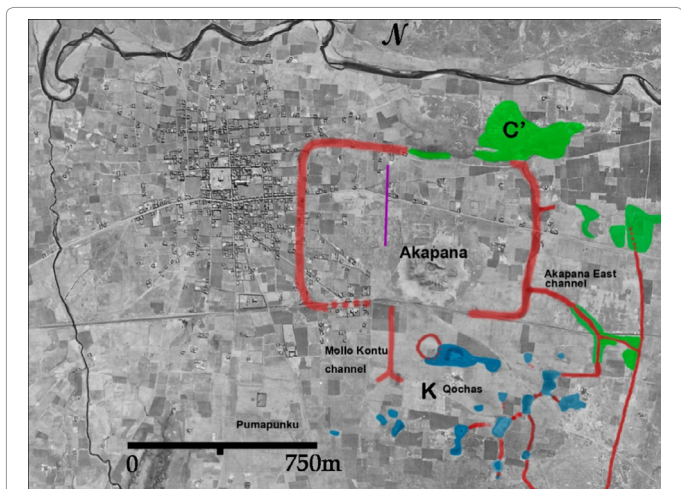 N
C'
Akapana
Akapana East
channel
Mollo Kontu
channel
K Qochas
Pumapunku
0 750m